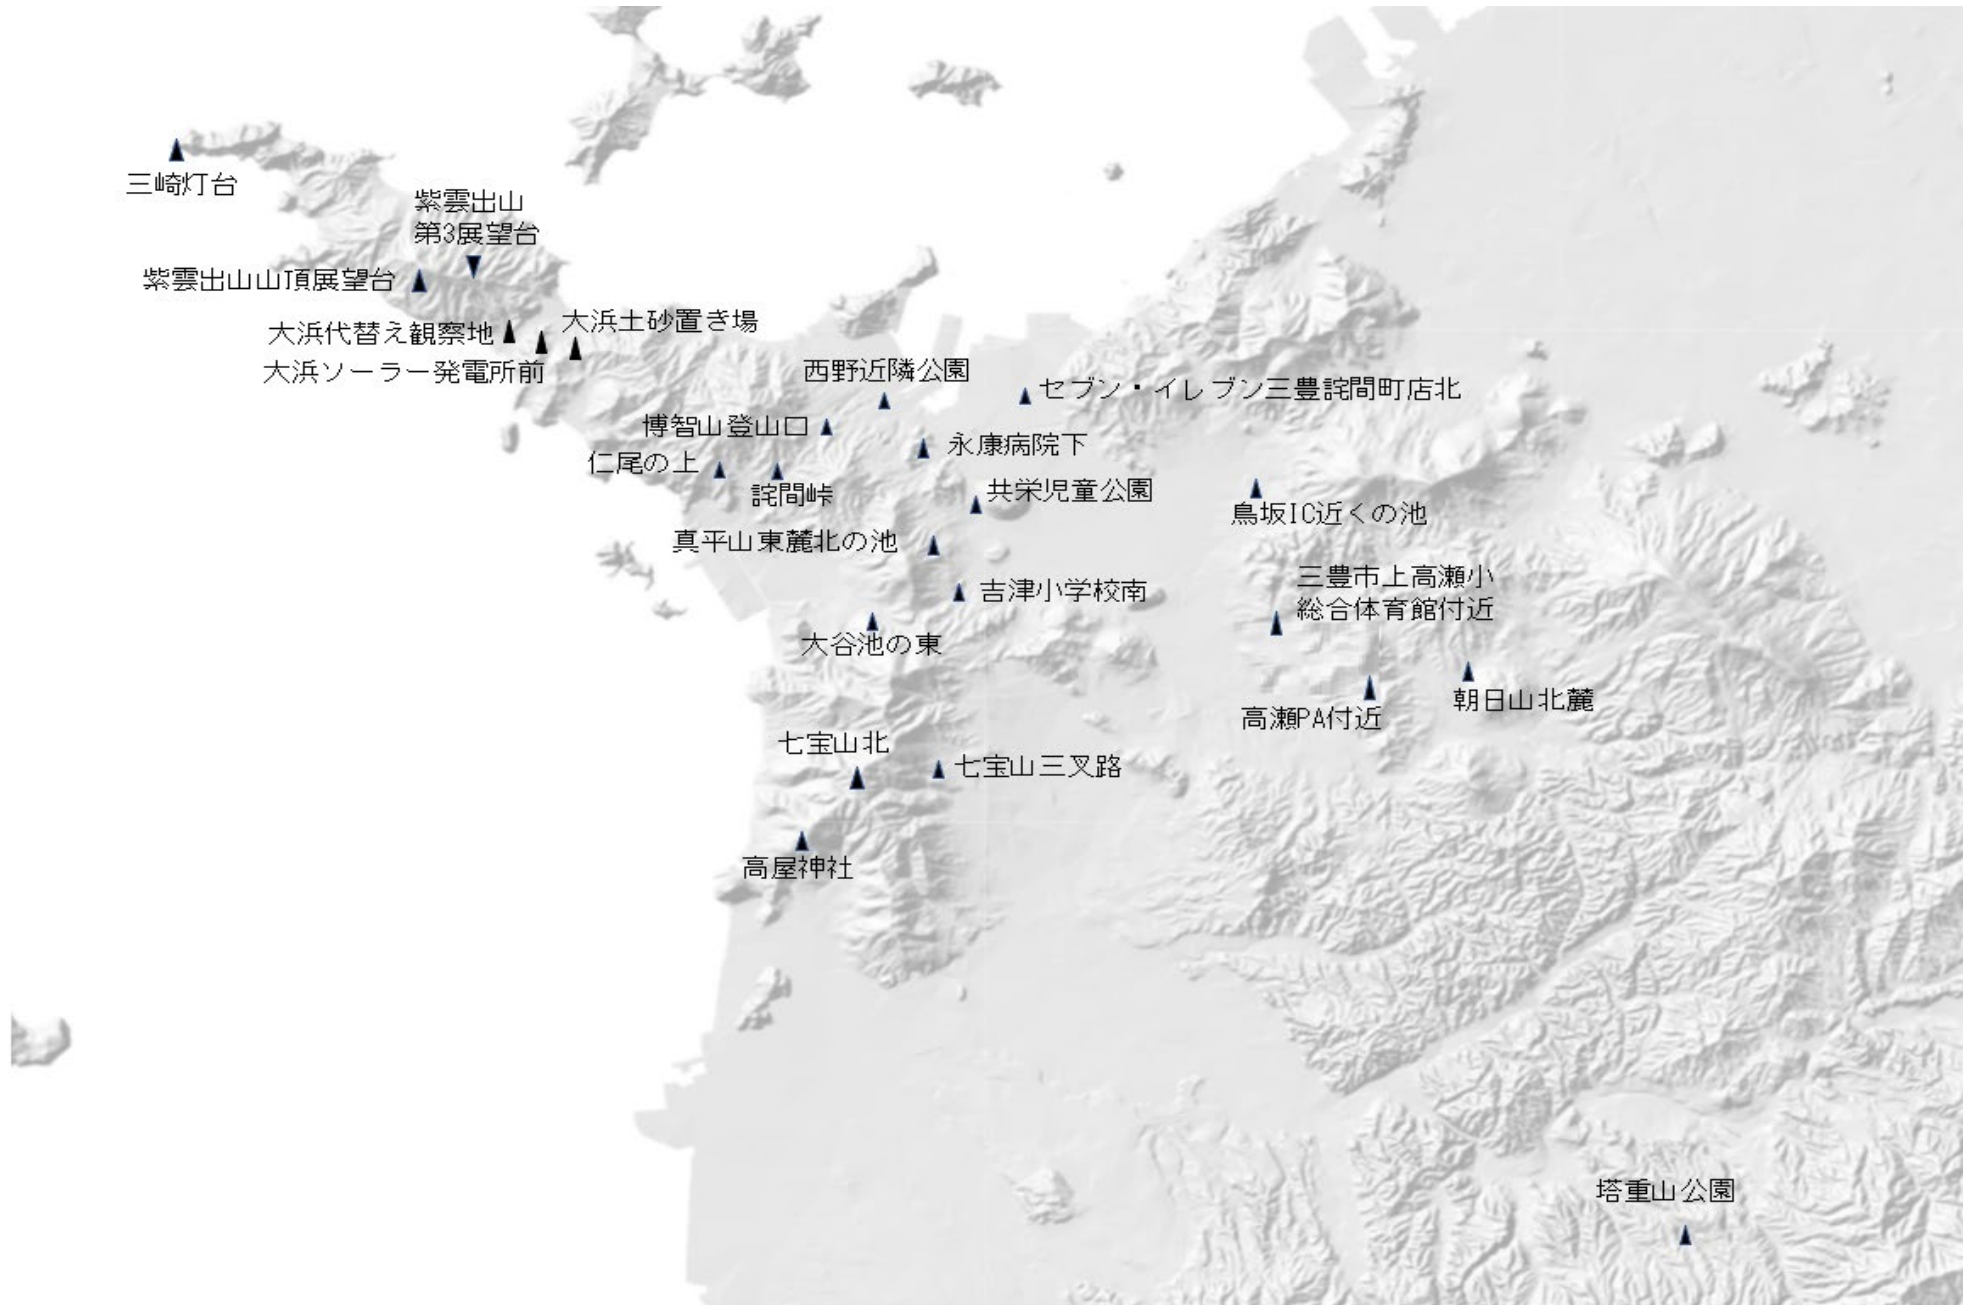 三崎灯台
紫雲出山
第3展望台
紫雲出山山頂展望台
大浜代替え観察地
大浜土砂置き場
大浜ソーラー発電所前
西野近隣公園
セブン・イレブン三豊詫間町店北
博智山登山口
永康病院下
仁尾の上
詫間峠
共栄児童公園
鳥坂IC近くの池
真平山東麓北の池
三豊市上高瀬小
総合体育館付近
吉津小学校南
大谷池の東
朝日山北麓
高瀬PA付近
七宝山北
七宝山三叉路
高屋神社
塔重山公園